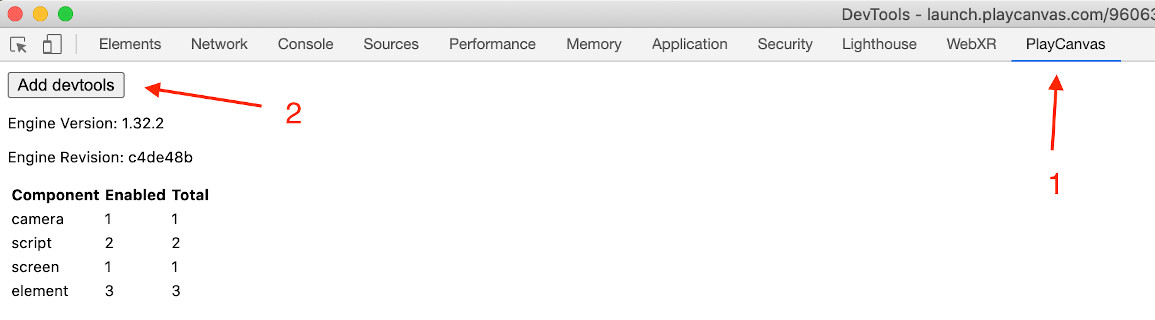 DevTools - launch.playcanvas.com/96063
Elements Network Console Sources Performance Memory Application Security Lighthouse WebXR PlayCanvas
Add devtools
2
Engine Version: 1.32.2
Engine Revision: c4de48b
1
Component Enabled Total
camera 1 1
script 2 2
screen 1 1
element 3 3